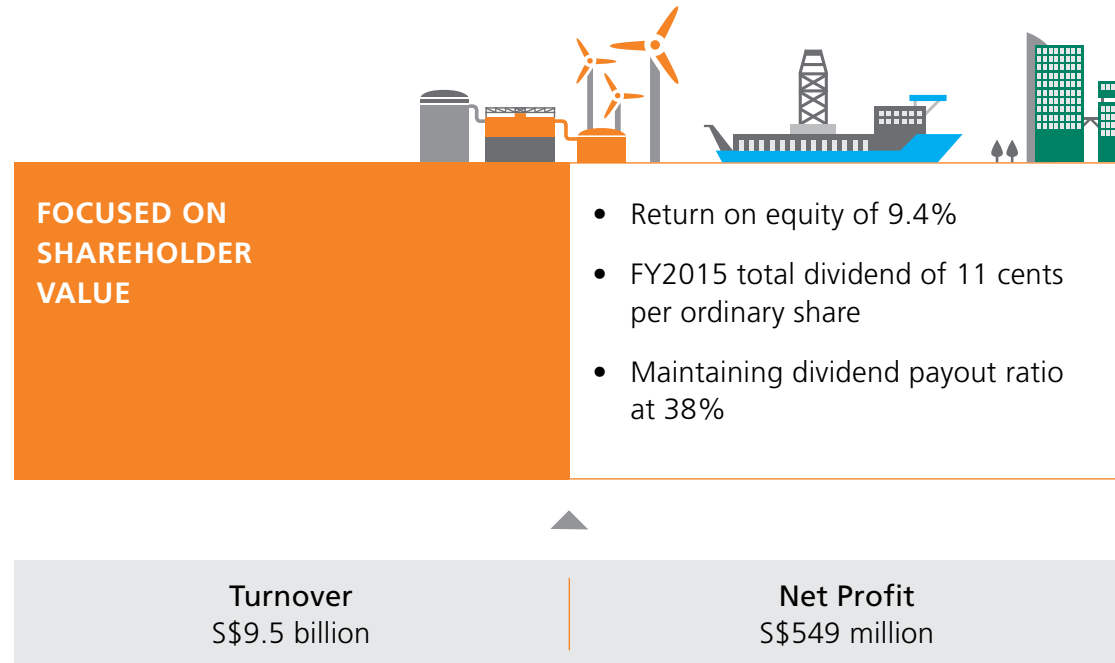 FOCUSED ON
SHAREHOLDER
VALUE
• Return on equity of 9.4%
• FY2015 total dividend of 11 cents
per ordinary share
• Maintaining dividend payout ratio
at 38%
Turnover
S$9.5 billion
Net Profit
S$549 million